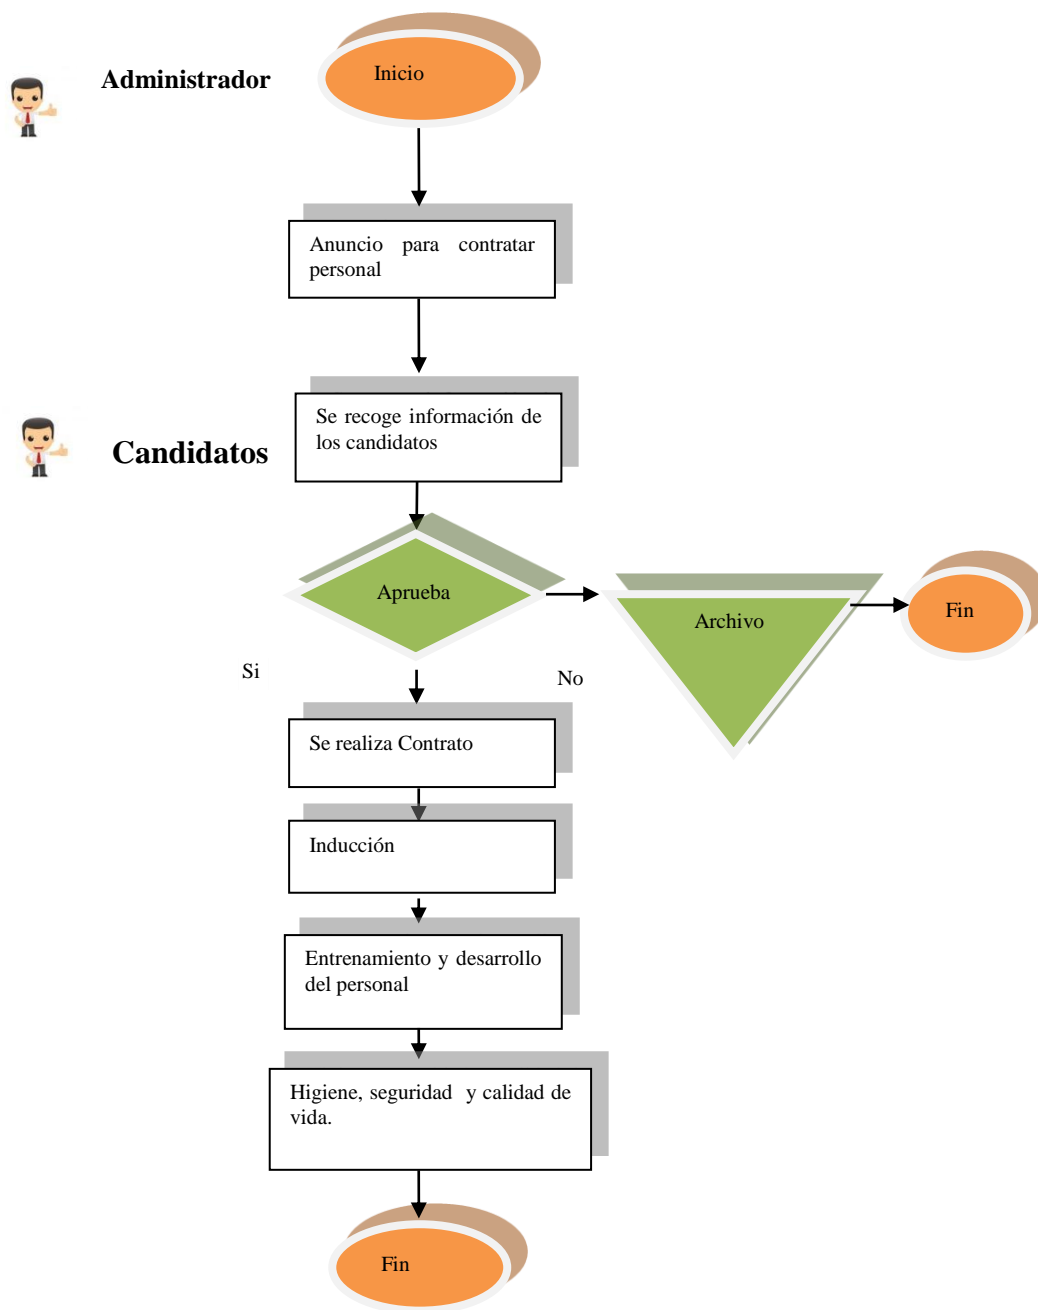 Administrador
Inicio
Anuncio para contratar
personal
Se recoge información de
los candidatos
Candidatos
Aprueba
Archivo
Fin
Si
No
Se realiza Contrato
Inducción
Entrenamiento y desarrollo
del personal
Higiene, seguridad y calidad de
vida.
Fin